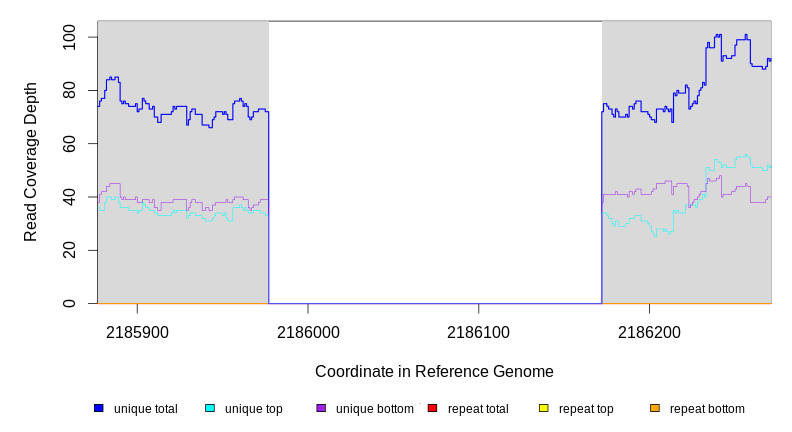 Read Coverage Depth
100
80
60
40
20
0
2185900 2186000 2186100 2186200
Coordinate in Reference Genome
unique total unique top unique bottom repeat total repeat top repeat bottom